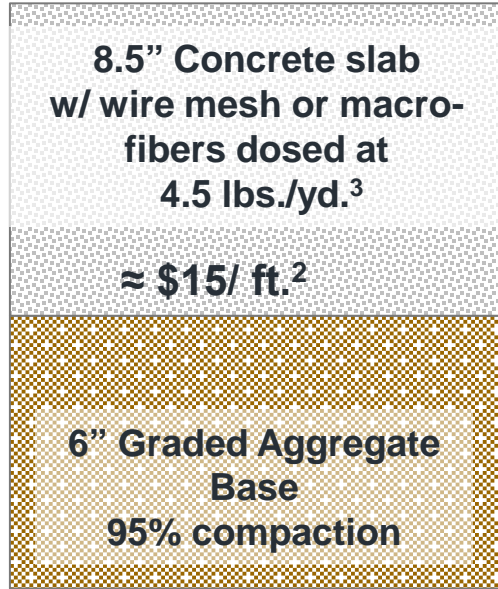 8.5” Concrete slab
w/ wire mesh or macro-
fibers dosed at
4.5 lbs./yd.³
≈ $15/ ft.²
6” Graded Aggregate
Base
95% compaction